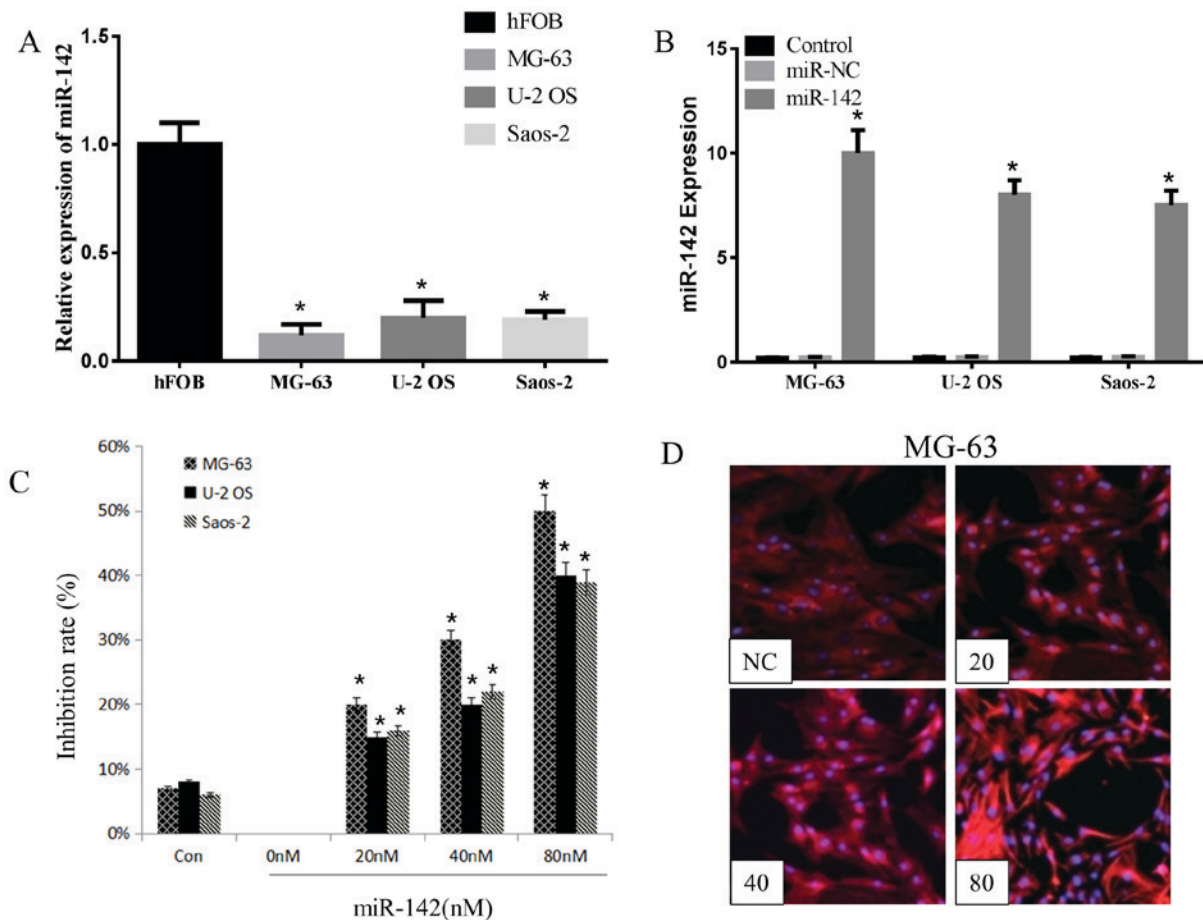 A
Relative expression of miR-142
1.5
1.0
0.5
0.0
hFOB
MG-63
U-2 OS
Saos-2
*
*
*
hFOB MG-63 U-2 OS Saos-2
B
miR-142 Expression
15
10
5
0
Control
miR-NC
miR-142
*
*
*
MG-63 U-2 OS Saos-2
C
Inhibition rate (%)
60%
50%
40%
30%
20%
10%
0%
MG-63
U-2 OS
Saos-2
* * *
* * *
* * *
Con 0nM 20nM 40nM 80nM
miR-142(nM)
D
MG-63
NC
20
40
80